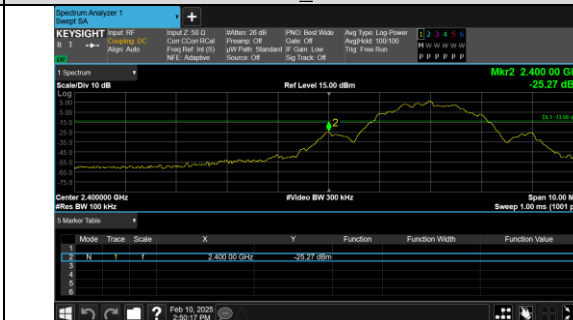 Spectrum Analyzer 1
Swept SA
+
KEYSIGHT Input: RF Input Z: 50 Ω #Atten: 26 dB PNO: Best Wide Avg Type: Log-Power 1 2 3 4 5 6
R T Coupling: DC Corr CCorr RCal Preamp: Off Gate: Off Avg|Hold: 100/100 M W W W W W
Align: Auto Freq Ref: Int (S) µW Path: Standard IF Gain: Low Trig: Free Run
NFE: Adaptive Source: Off Sig Track: Off P P P P P P
1 Spectrum Mkr2 2.400 00 G
Scale/Div 10 dB Ref Level 15.00 dBm -25.27 dB
Log
5.00
-5.00
-15.0
-25.0
-35.0
-45.0
-55.0
-65.0
-75.0
2
Center 2.400000 GHz #Video BW 300 kHz Span 10.00 M
#Res BW 100 kHz Sweep 1.00 ms (1001 p
5 Marker Table
Mode Trace Scale X Y Function Function Width Function Value
1
2 N 1 f 2.400 00 GHz -25.27 dBm
3
4
5
6
? Feb 10, 2025
2:50:17 PM